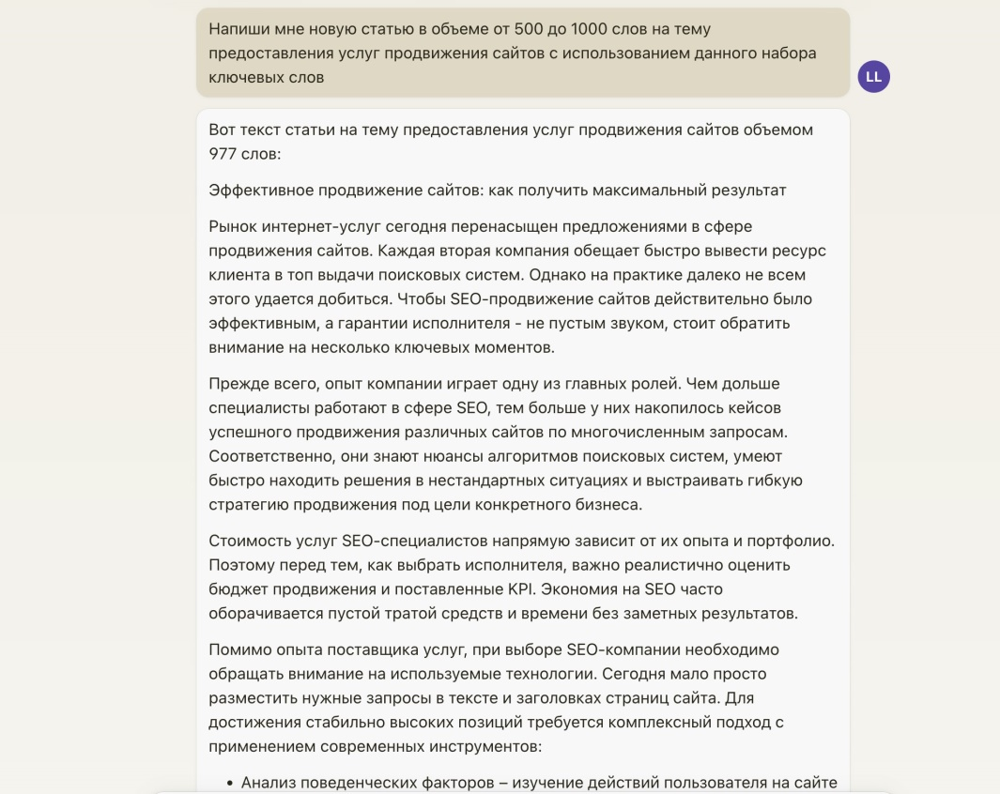 Напиши мне новую статью в объеме от 500 до 1000 слов на тему
предоставления услуг продвижения сайтов с использованием данного набора
ключевых слов
LL
Вот текст статьи на тему предоставления услуг продвижения сайтов объемом
977 слов:
Эффективное продвижение сайтов: как получить максимальный результат
Рынок интернет-услуг сегодня перенасыщен предложениями в сфере
продвижения сайтов. Каждая вторая компания обещает быстро вывести ресурс
клиента в топ выдачи поисковых систем. Однако на практике далеко не всем
этого удается добиться. Чтобы SEO-продвижение сайтов действительно было
эффективным, а гарантии исполнителя - не пустым звуком, стоит обратить
внимание на несколько ключевых моментов.
Прежде всего, опыт компании играет одну из главных ролей. Чем дольше
специалисты работают в сфере SEO, тем больше у них накопилось кейсов
успешного продвижения различных сайтов по многочисленным запросам.
Соответственно, они знают нюансы алгоритмов поисковых систем, умеют
быстро находить решения в нестандартных ситуациях и выстраивать гибкую
стратегию продвижения под цели конкретного бизнеса.
Стоимость услуг SEO-специалистов напрямую зависит от их опыта и портфолио.
Поэтому перед тем, как выбрать исполнителя, важно реалистично оценить
бюджет продвижения и поставленные KPI. Экономия на SEO часто
оборачивается пустой тратой средств и времени без заметных результатов.
Помимо опыта поставщика услуг, при выборе SEO-компании необходимо
обращать внимание на используемые технологии. Сегодня мало просто
разместить нужные запросы в тексте и заголовках страниц сайта. Для
достижения стабильно высоких позиций требуется комплексный подход с
применением современных инструментов:
• Анализ поведенческих факторов – изучение действий пользователя на сайте